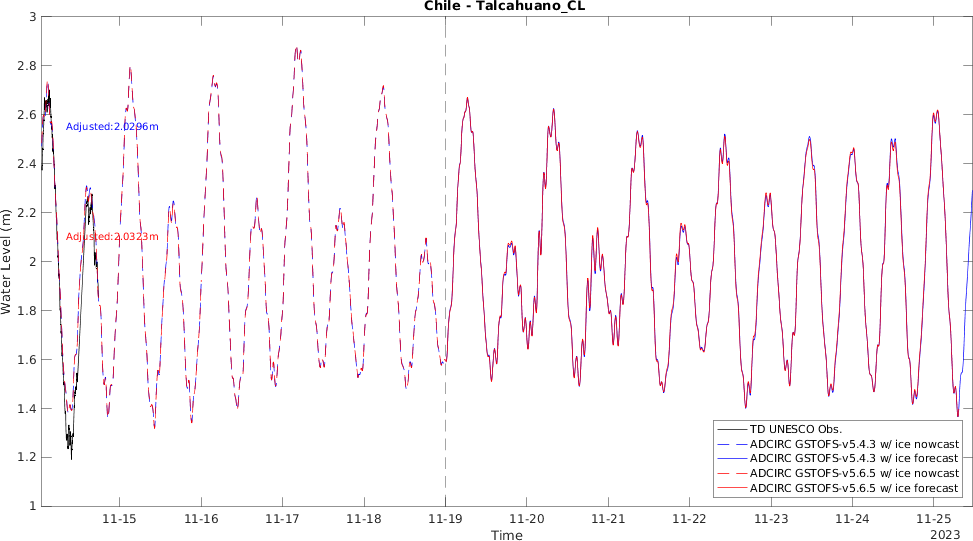 Chile - Talcahuano_CL
3
2.8
2.6
2.4
2.2
2
1.8
1.6
1.4
1.2
1
Water Level (m)
Adjusted:2.0296m
Adjusted:2.0323m
TD UNESCO Obs.
ADCIRC GSTOFS-v5.4.3 w/ ice nowcast
ADCIRC GSTOFS-v5.4.3 w/ ice forecast
ADCIRC GSTOFS-v5.6.5 w/ ice nowcast
ADCIRC GSTOFS-v5.6.5 w/ ice forecast
11-15 11-16 11-17 11-18 11-19 11-20 11-21 11-22 11-23 11-24 11-25
2023
Time